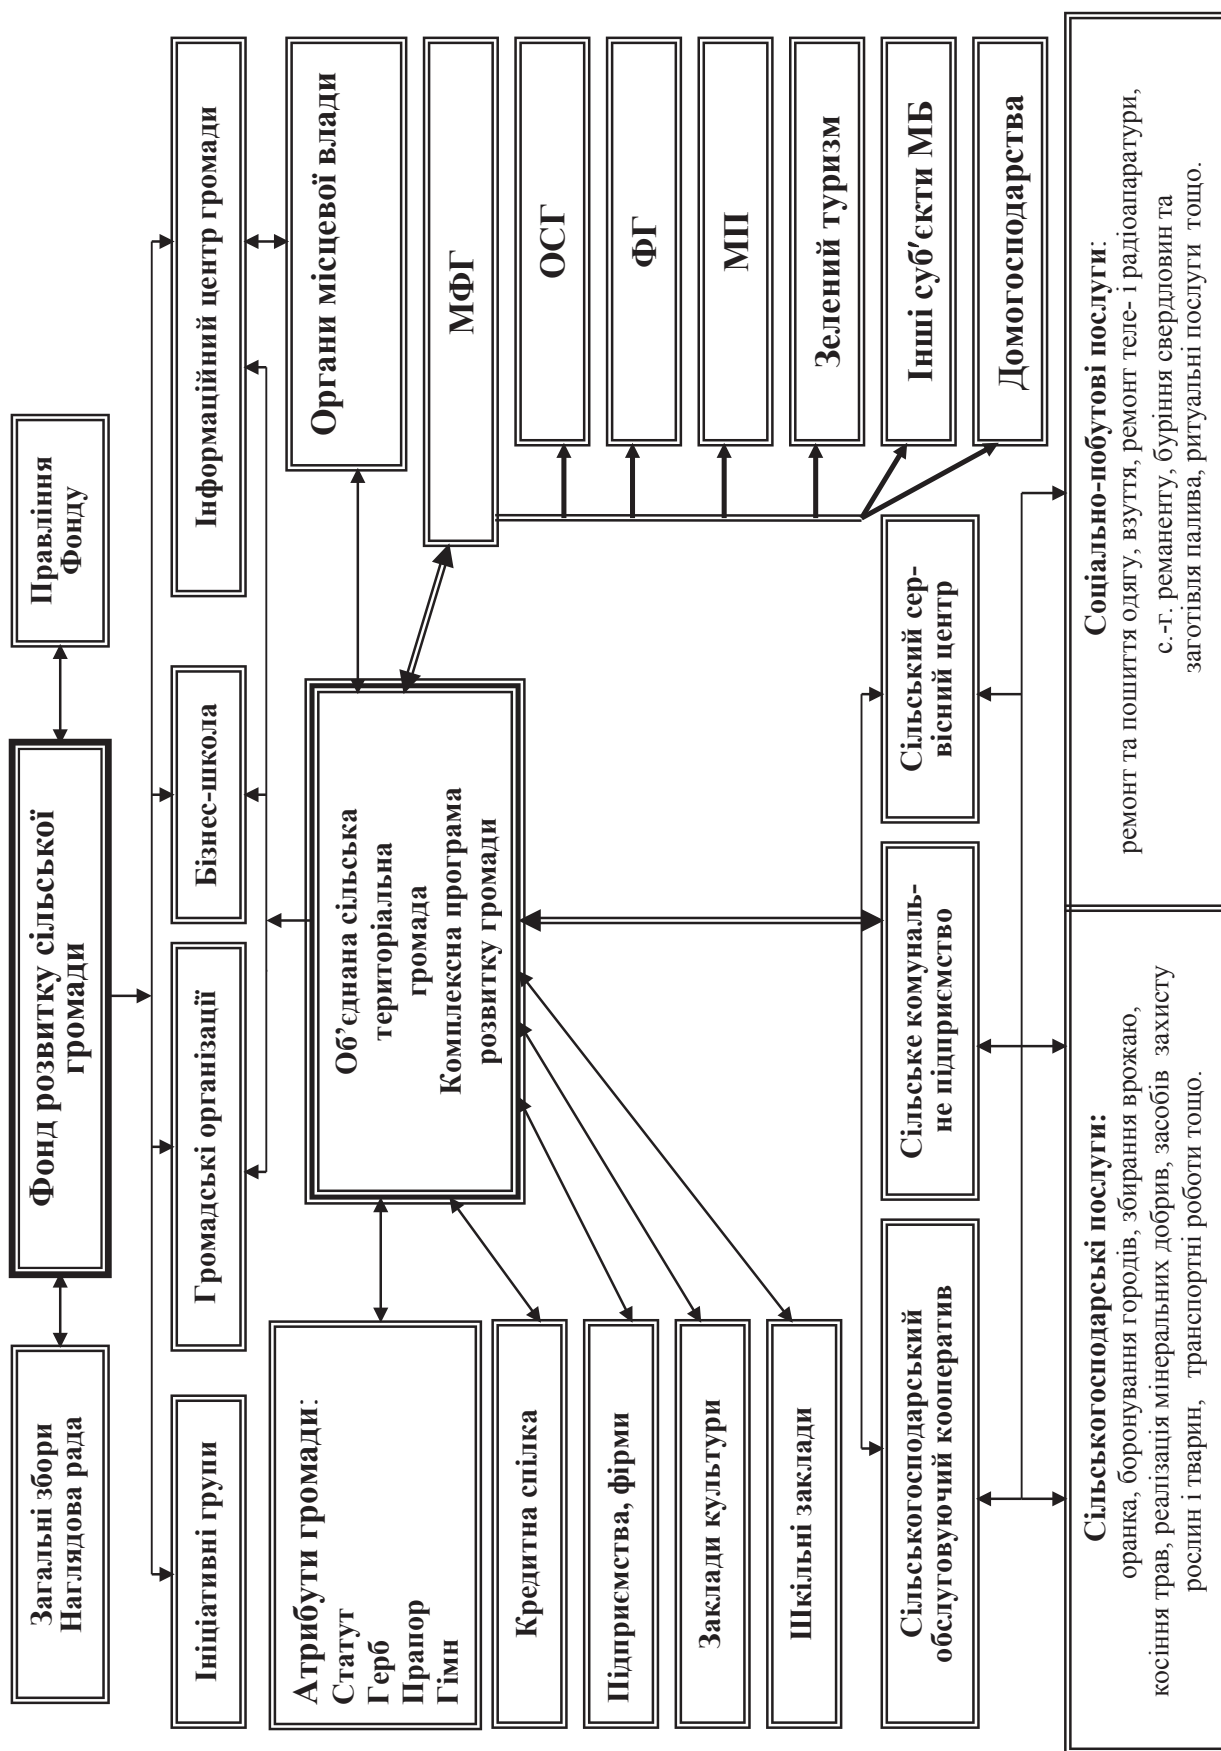 Загальні збори
Наглядова рада
Фонд розвитку сільської
громади
Правління
Фонду
Ініціативні групи
Громадські організації
Бізнес-школа
Інформаційний центр громади
Атрибути громади:
Статут
Герб
Прапор
Гімн
Об’єднана сільська
територіальна
громада
Комплексна програма
розвитку громади
Органи місцевої влади
Кредитна спілка
Підприємства, фірми
Заклади культури
Шкільні заклади
МФГ
ОСГ
ФГ
МП
Зелений туризм
Інші суб'єкти МБ
Домогосподарства
Сільськогосподарський
обслуговуючий кооператив
Сільське комуналь-
не підприємство
Сільський сер-
вісний центр
Сільськогосподарські послуги:
оранка, боронування городів, збирання врожаю,
косіння трав, реалізація мінеральних добрив, засобів захисту
рослин і тварин, транспортні роботи тощо.
Соціально-побутові послуги:
ремонт та пошиття одягу, взуття, ремонт теле- і радіоапаратури,
с.-г. реманенту, буріння свердловин та
заготівля палива, ритуальні послуги тощо.